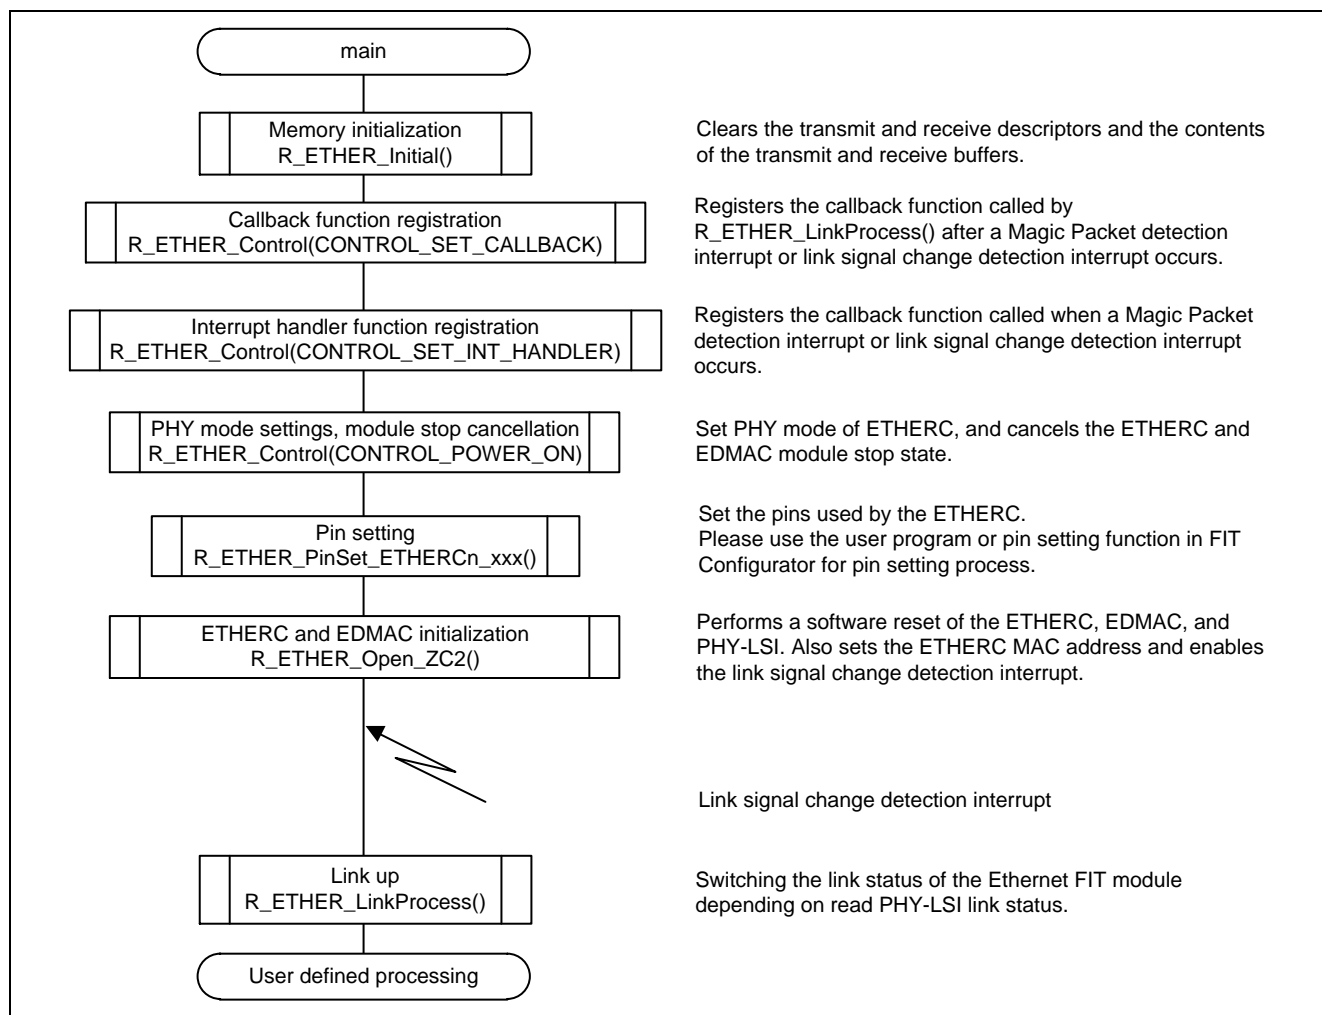 main
Memory initialization
R_ETHER_Initial()
Clears the transmit and receive descriptors and the contents
of the transmit and receive buffers.
Callback function registration
R_ETHER_Control(CONTROL_SET_CALLBACK)
Registers the callback function called by
R_ETHER_LinkProcess() after a Magic Packet detection
interrupt or link signal change detection interrupt occurs.
Interrupt handler function registration
R_ETHER_Control(CONTROL_SET_INT_HANDLER)
Registers the callback function called when a Magic Packet
detection interrupt or link signal change detection interrupt
occurs.
PHY mode settings, module stop cancellation
R_ETHER_Control(CONTROL_POWER_ON)
Set PHY mode of ETHERC, and cancels the ETHERC and
EDMAC module stop state.
Pin setting
R_ETHER_PinSet_ETHERCn_xxx()
Set the pins used by the ETHERC.
Please use the user program or pin setting function in FIT
Configurator for pin setting process.
ETHERC and EDMAC initialization
R_ETHER_Open_ZC2()
Performs a software reset of the ETHERC, EDMAC, and
PHY-LSI. Also sets the ETHERC MAC address and enables
the link signal change detection interrupt.
Link signal change detection interrupt
Link up
R_ETHER_LinkProcess()
Switching the link status of the Ethernet FIT module
depending on read PHY-LSI link status.
User defined processing